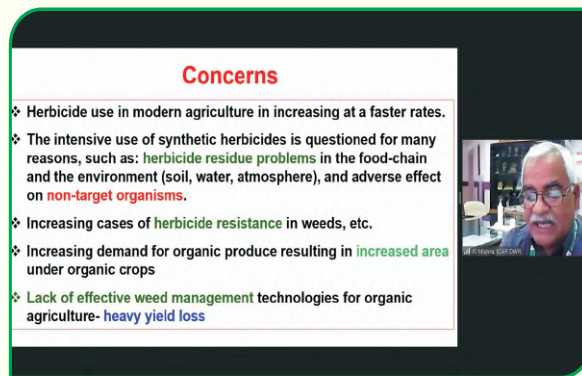 Concerns
❖ Herbicide use in modern agriculture in increasing at a faster rates.
❖ The intensive use of synthetic herbicides is questioned for many
reasons, such as: herbicide residue problems in the food-chain
and the environment (soil, water, atmosphere), and adverse effect
on non-target organisms.
❖ Increasing cases of herbicide resistance in weeds, etc.
❖ Increasing demand for organic produce resulting in increased area
under organic crops
❖ Lack of effective weed management technologies for organic
agriculture- heavy yield loss
JS Mishra ICAR DWR